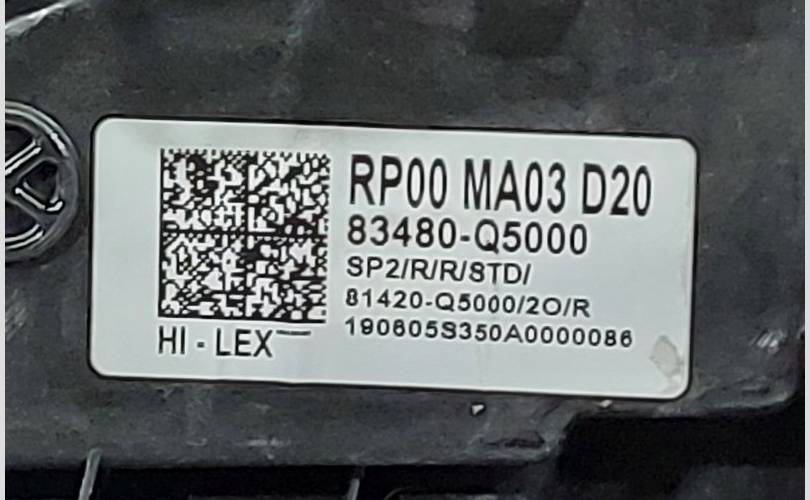 RP00 MA03 D20
83480-Q5000
SP2/R/R/STD/
81420-Q5000/2O/R
190605S350A0000086
HI - LEX